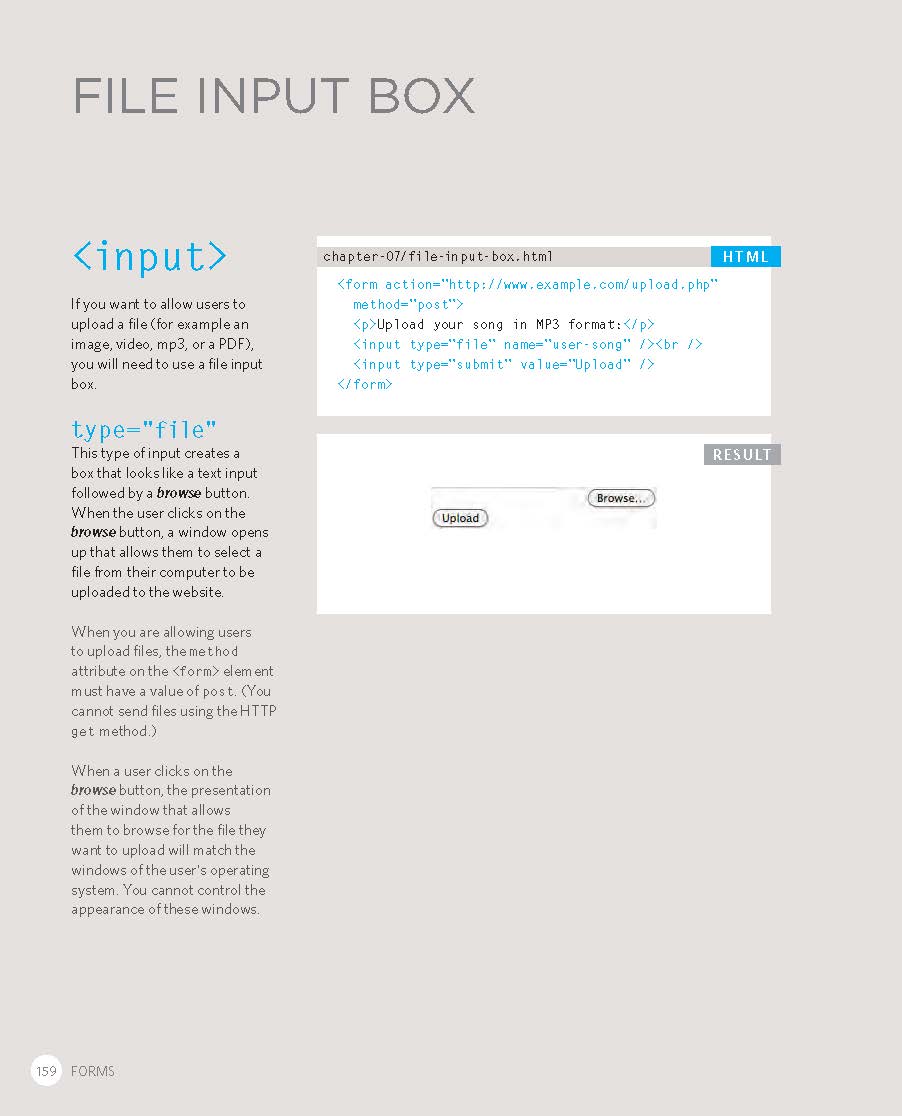 FILE INPUT BOX
<input>
If you want to allow users to
upload a file (for example an
image, video, mp3, or a PDF),
you will need to use a file input
box.
type="file"
This type of input creates a
box that looks like a text input
followed by a browse button.
When the user clicks on the
browse button, a window opens
up that allows them to select a
file from their computer to be
uploaded to the website.
When you are allowing users
to upload files, the method
attribute on the <form> element
must have a value of post. (You
cannot send files using the HTTP
get method.)
When a user clicks on the
browse button, the presentation
of the window that allows
them to browse for the file they
want to upload will match the
windows of the user's operating
system. You cannot control the
appearance of these windows.
chapter-07/file-input-box.html HTML
<form action="http://www.example.com/upload.php"
method="post">
<p>Upload your song in MP3 format:</p>
<input type="file" name="user-song" /><br />
<input type="submit" value="Upload" />
</form>
RESULT
Browse...
Upload
159 FORMS